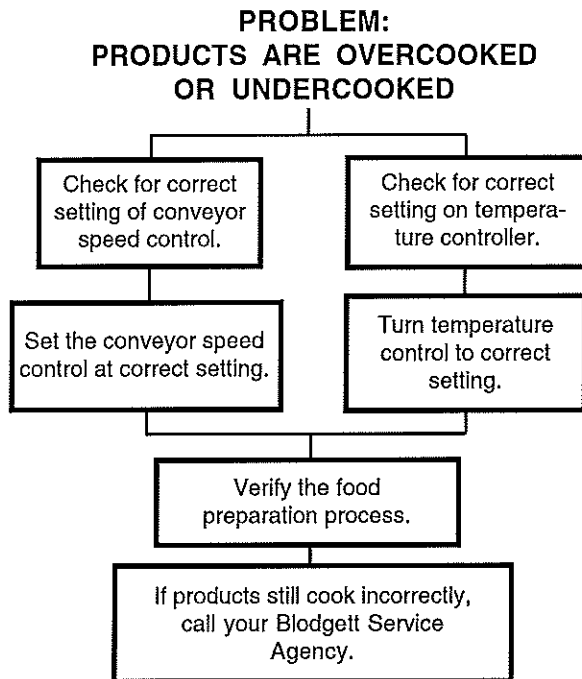 PROBLEM:
PRODUCTS ARE OVERCOOKED
OR UNDERCOOKED
Check for correct
setting of conveyor
speed control.
Check for correct
setting on tempera-
ture controller.
Set the conveyor speed
control at correct setting.
Turn temperature
control to correct
setting.
Verify the food
preparation process.
If products still cook incorrectly,
call your Blodgett Service
Agency.